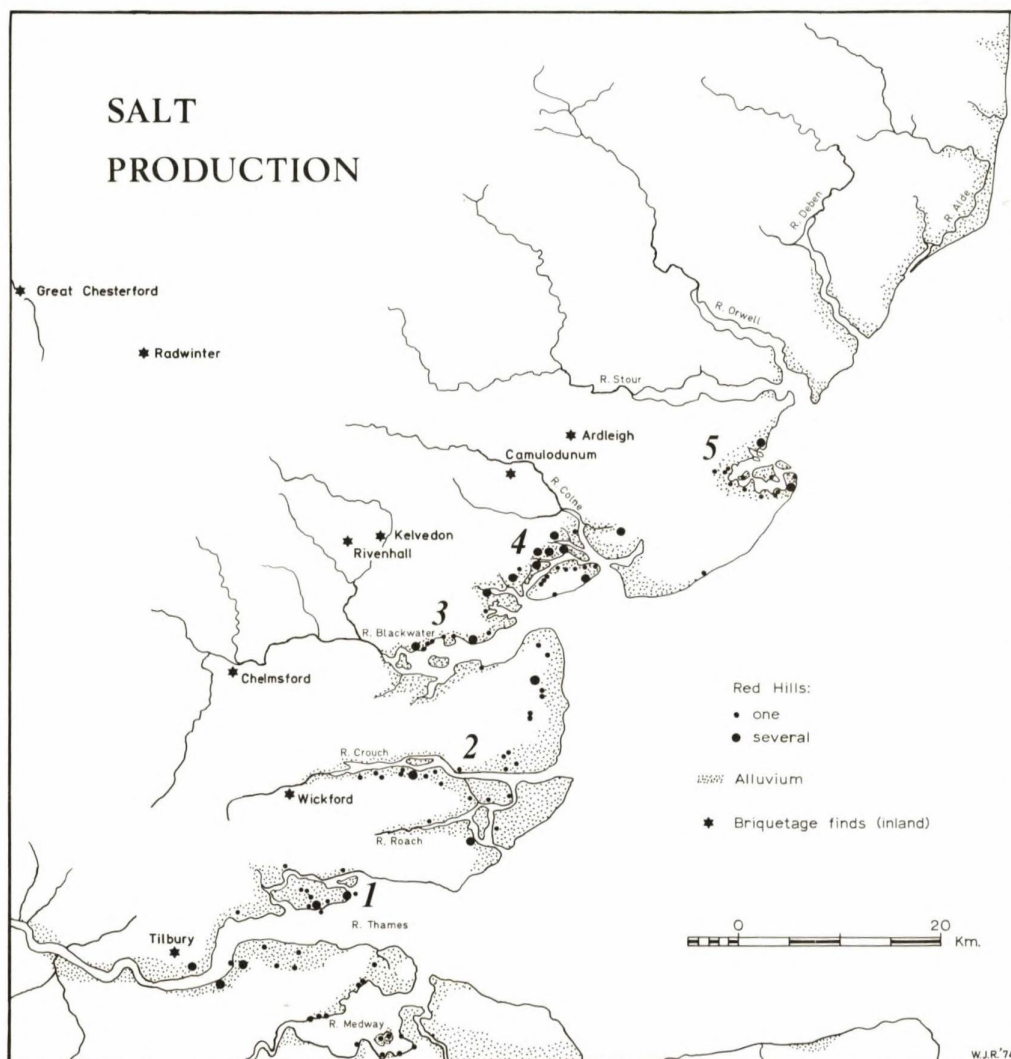 SALT
PRODUCTION
R. Deben
R. Alde
Great Chesterford
R. Orwell
Radwinter
R. Stour
Ardleigh
5
Camulodunum
R. Colne
4
Kelvedon
Rivenhall
3
R. Blackwater
Chelmsford
Red Hills:
one
several
R. Crouch
2
Alluvium
Wickford
Briquetage finds (inland)
R. Roach
1
R. Thames
0 20
Km.
Tilbury
R. Medway